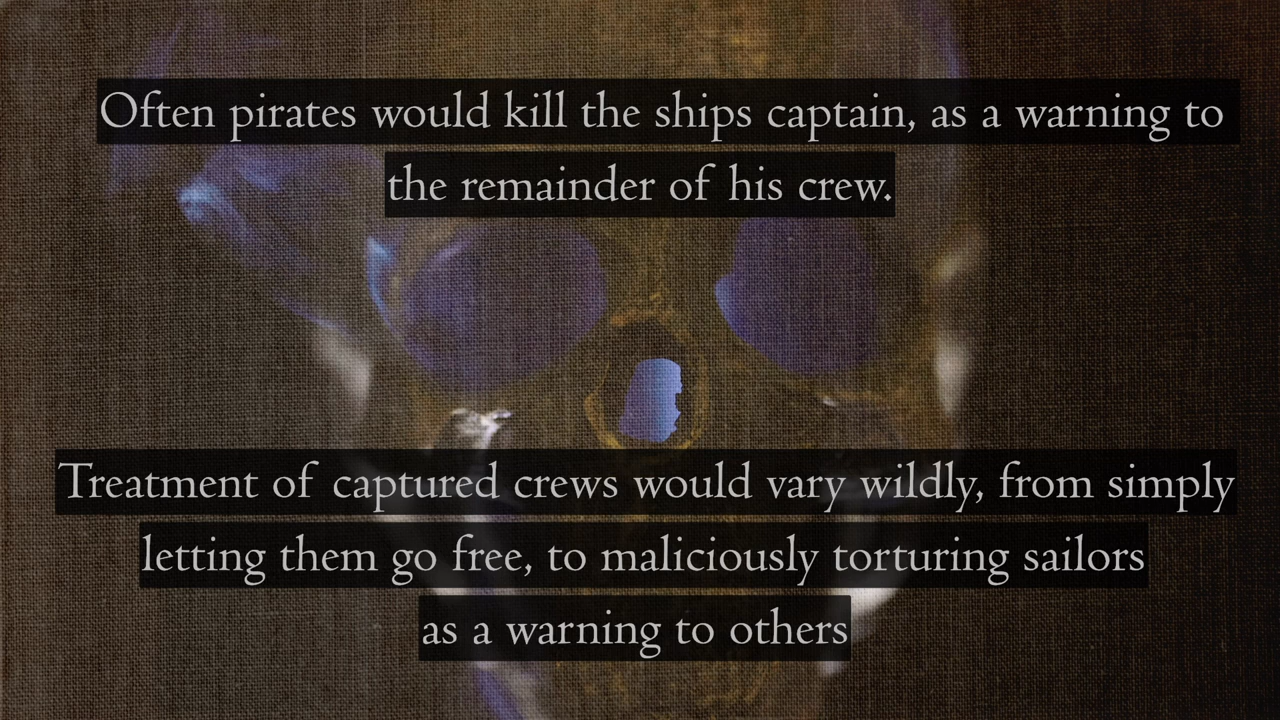 Often pirates would kill the ships captain, as a warning to
the remainder of his crew.
Treatment of captured crews would vary wildly, from simply
letting them go free, to maliciously torturing sailors
as a warning to others